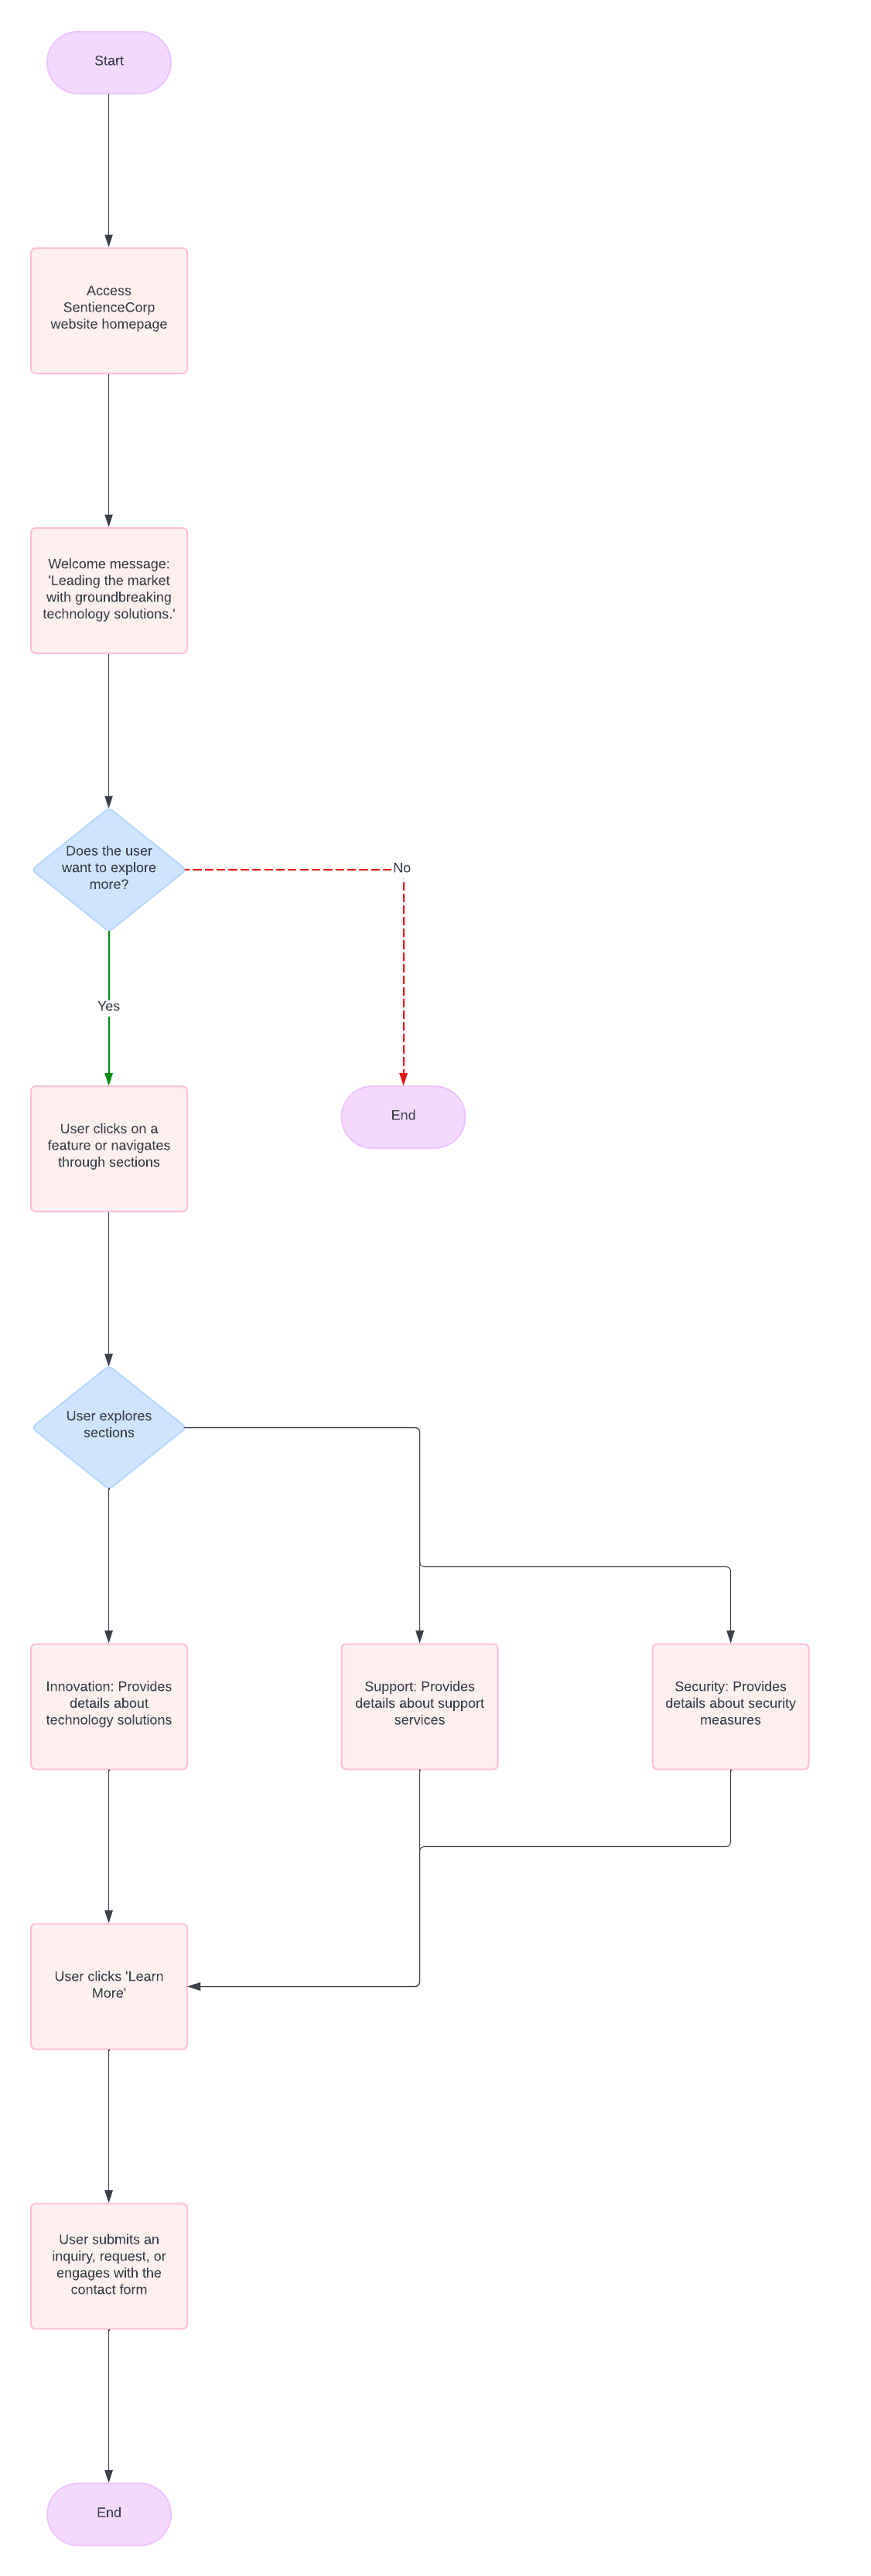 Start
Access
SentienceCorp
website homepage
Welcome message:
'Leading the market
with groundbreaking
technology solutions.'
Does the user
want to explore
more?
No
Yes
User clicks on a
feature or navigates
through sections
End
User explores
sections
Innovation: Provides
details about
technology solutions
Support: Provides
details about support
services
Security: Provides
details about security
measures
User clicks 'Learn
More'
User submits an
inquiry, request, or
engages with the
contact form
End